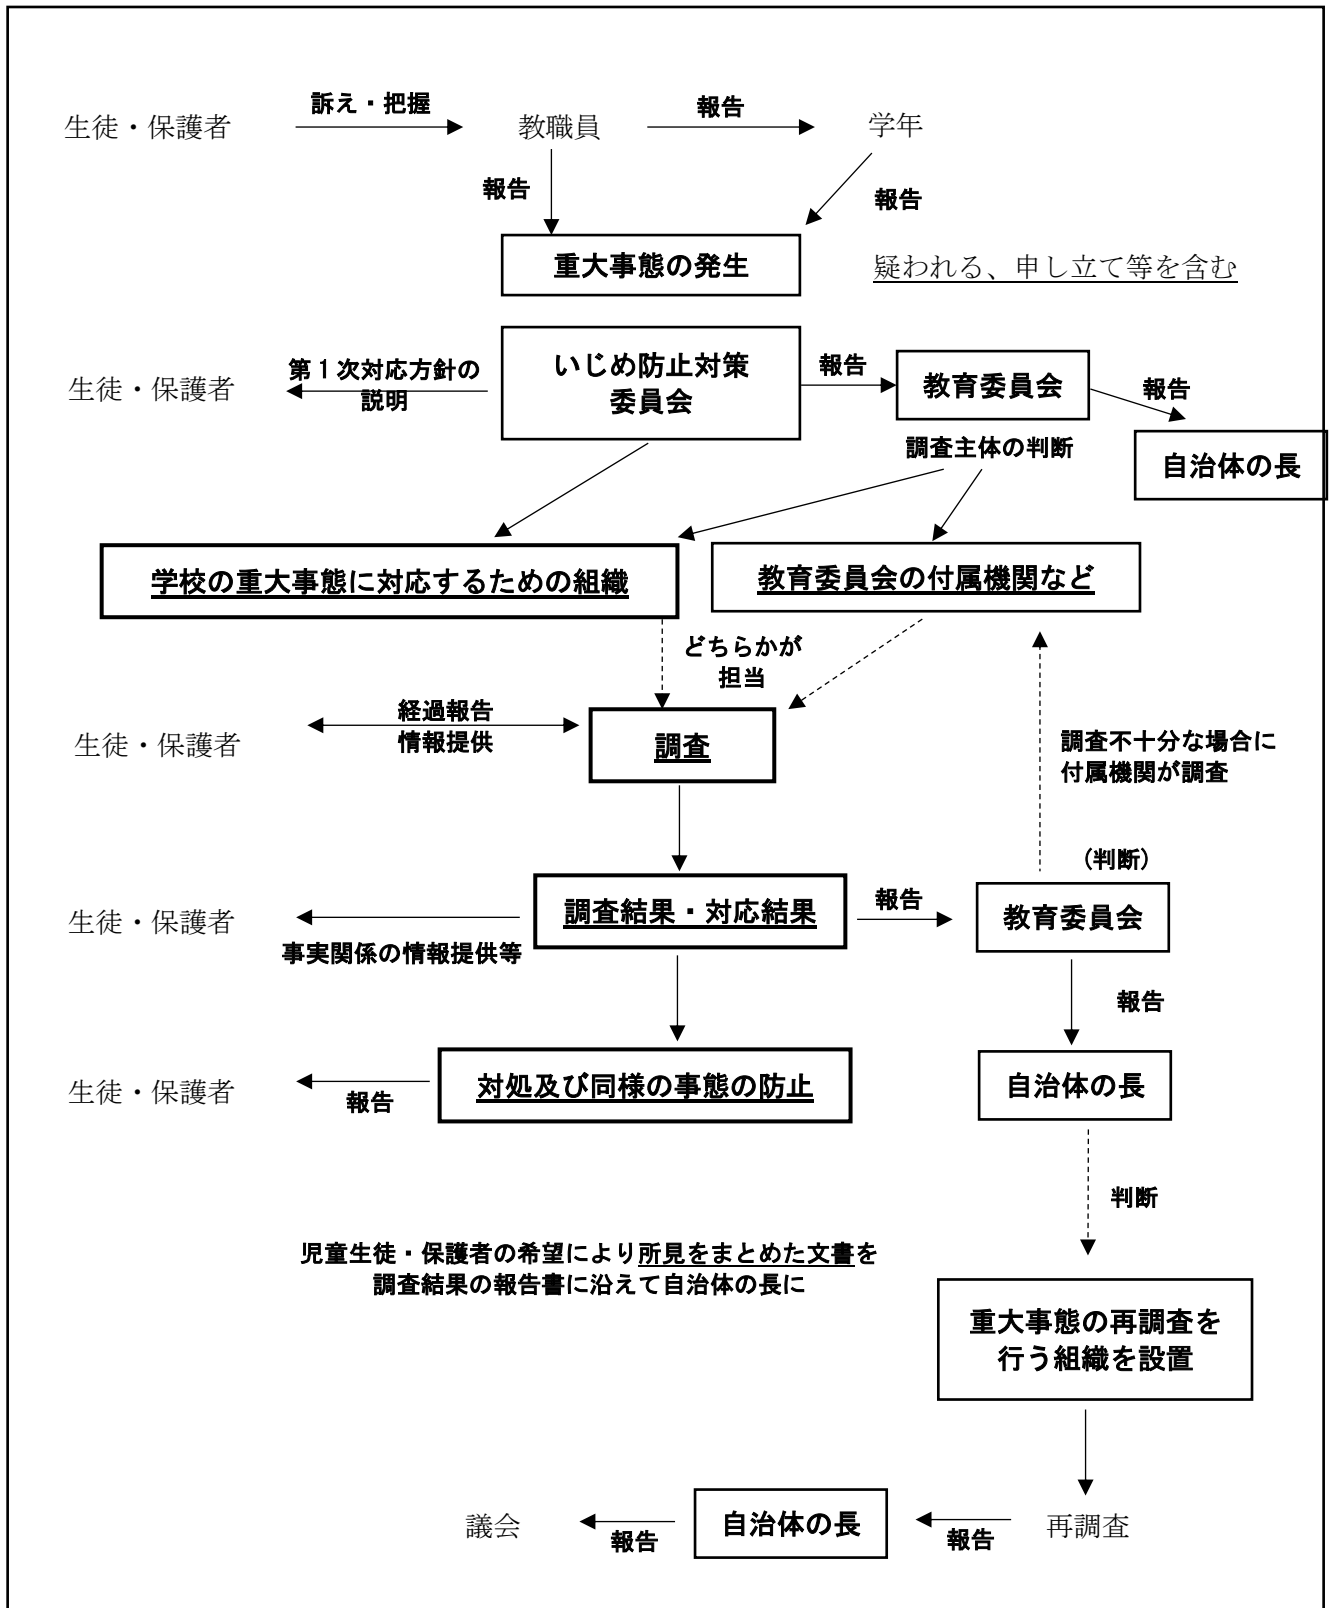 訴え・把握
報告
生徒・保護者
教職員
学年
報告
報告
重大事態の発生
疑われる、申し立て等を含む
第1次対応方針の
説明
生徒・保護者
いじめ防止対策
委員会
報告
教育委員会
報告
自治体の長
調査主体の判断
学校の重大事態に対応するための組織
教育委員会の付属機関など
どちらかが
担当
経過報告
情報提供
生徒・保護者
調査
調査不十分な場合に
付属機関が調査
(判断)
生徒・保護者
調査結果・対応結果
報告
教育委員会
事実関係の情報提供等
報告
生徒・保護者
報告
対処及び同様の事態の防止
自治体の長
判断
児童生徒・保護者の希望により所見をまとめた文書を
調査結果の報告書に沿えて自治体の長に
重大事態の再調査を
行う組織を設置
議会
報告
自治体の長
報告
再調査